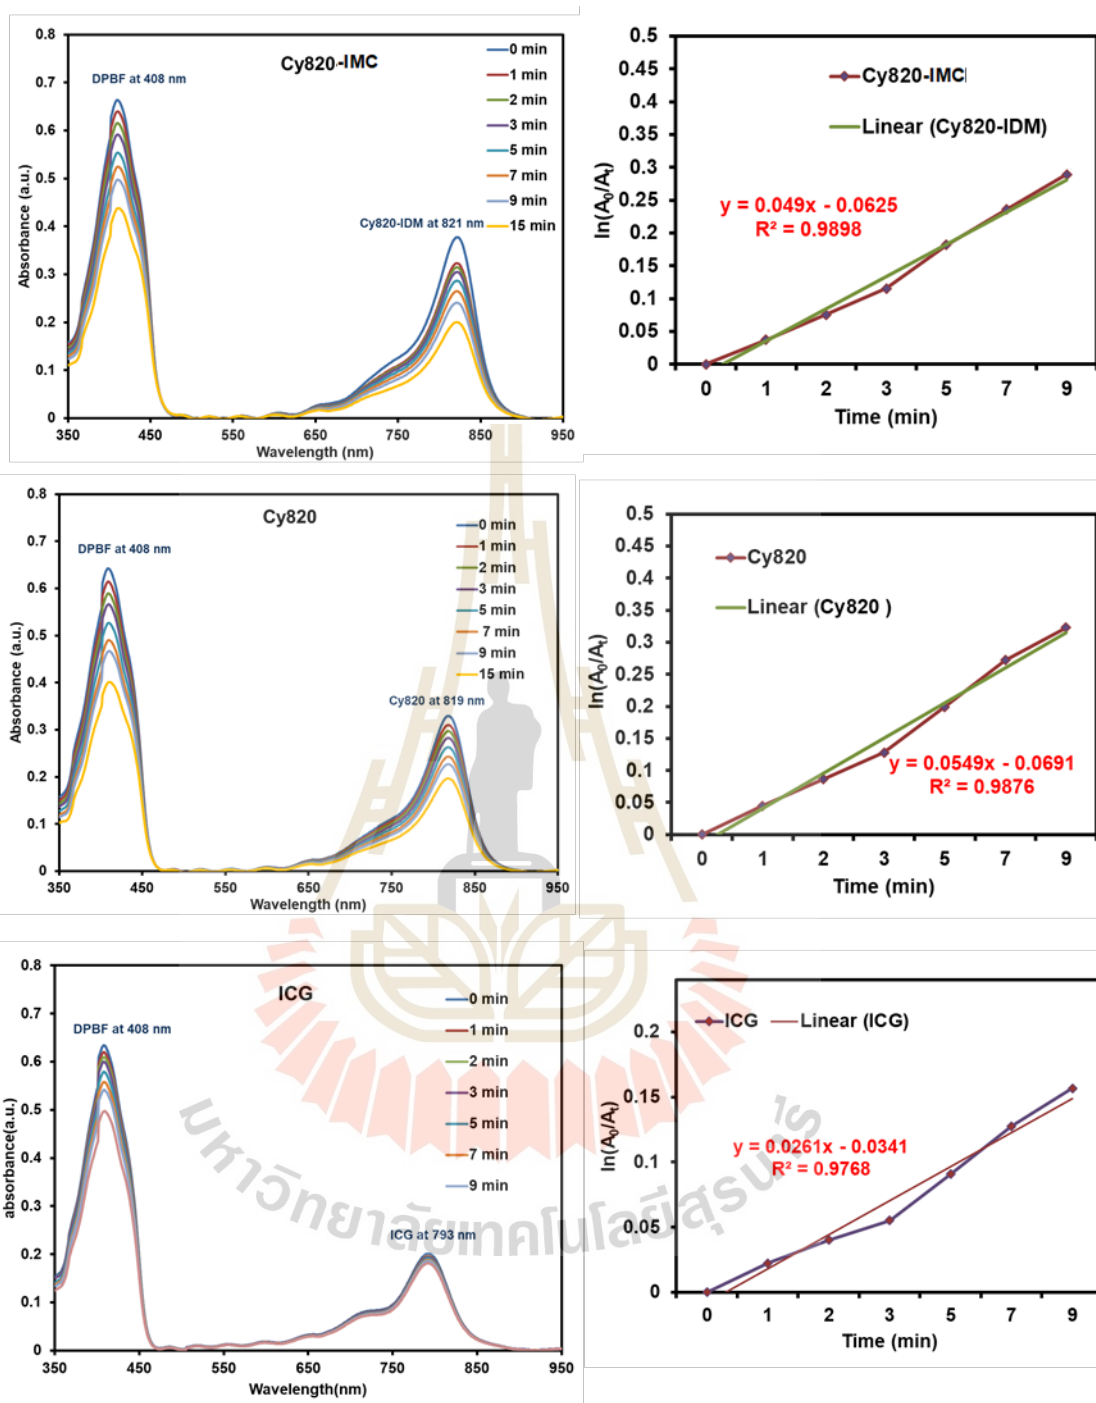 0.8
0.7
0.6
0.5
0.4
0.3
0.2
0.1
0
Absorbance (a.u.)
Cy820-IMC
DPBF at 408 nm
Cy820-IDM at 821 nm
0 min
1 min
2 min
3 min
5 min
7 min
9 min
15 min
350 450 550 650 750 850 950
Wavelength (nm)
0.5
0.45
0.4
0.35
0.3
0.25
0.2
0.15
0.1
0.05
0
ln(A0/At)
Cy820-IMC
Linear (Cy820-IDM)
y = 0.049x - 0.0625
R² = 0.9898
0 1 2 3 5 7 9
Time (min)
0.8
0.7
0.6
0.5
0.4
0.3
0.2
0.1
0
Absorbance (a.u.)
Cy820
DPBF at 408 nm
Cy820 at 819 nm
0 min
1 min
2 min
3 min
5 min
7 min
9 min
15 min
350 450 550 650 750 850 950
Wavelength (nm)
0.5
0.45
0.4
0.35
0.3
0.25
0.2
0.15
0.1
0.05
0
ln(A0/At)
Cy820
Linear (Cy820 )
y = 0.0549x - 0.0691
R² = 0.9876
0 1 2 3 5 7 9
Time (min)
0.8
0.7
0.6
0.5
0.4
0.3
0.2
0.1
0
absorbance(a.u.)
ICG
DPBF at 408 nm
ICG at 793 nm
0 min
1 min
2 min
3 min
5 min
7 min
9 min
350 450 550 650 750 850 950
Wavelength(nm)
0.2
0.15
0.1
0.05
0
ln(A0/At)
ICG
Linear (ICG)
y = 0.0261x - 0.0341
R² = 0.9768
0 1 2 3 5 7 9
Time (min)
มหาวิทยาลัยเทคโนโลยีสุรนารี